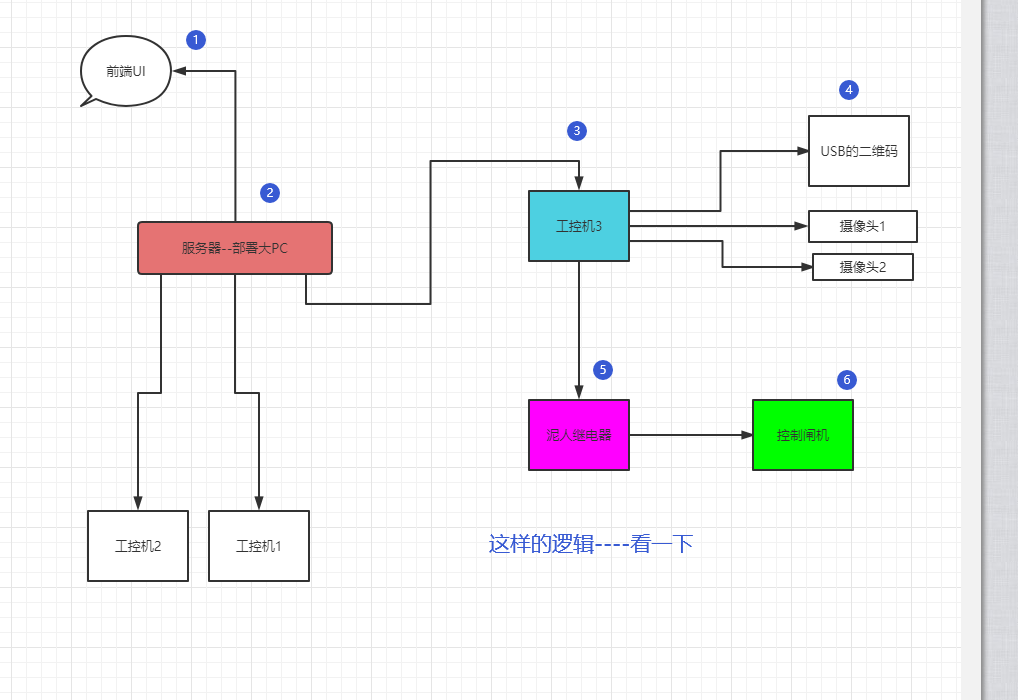 1
前端UI
4
3
USB的二维码
2
工控机3
摄像头1
服务器--部署大PC
摄像头2
5
6
泥人继电器
控制闸机
工控机2
工控机1
这样的逻辑----看一下